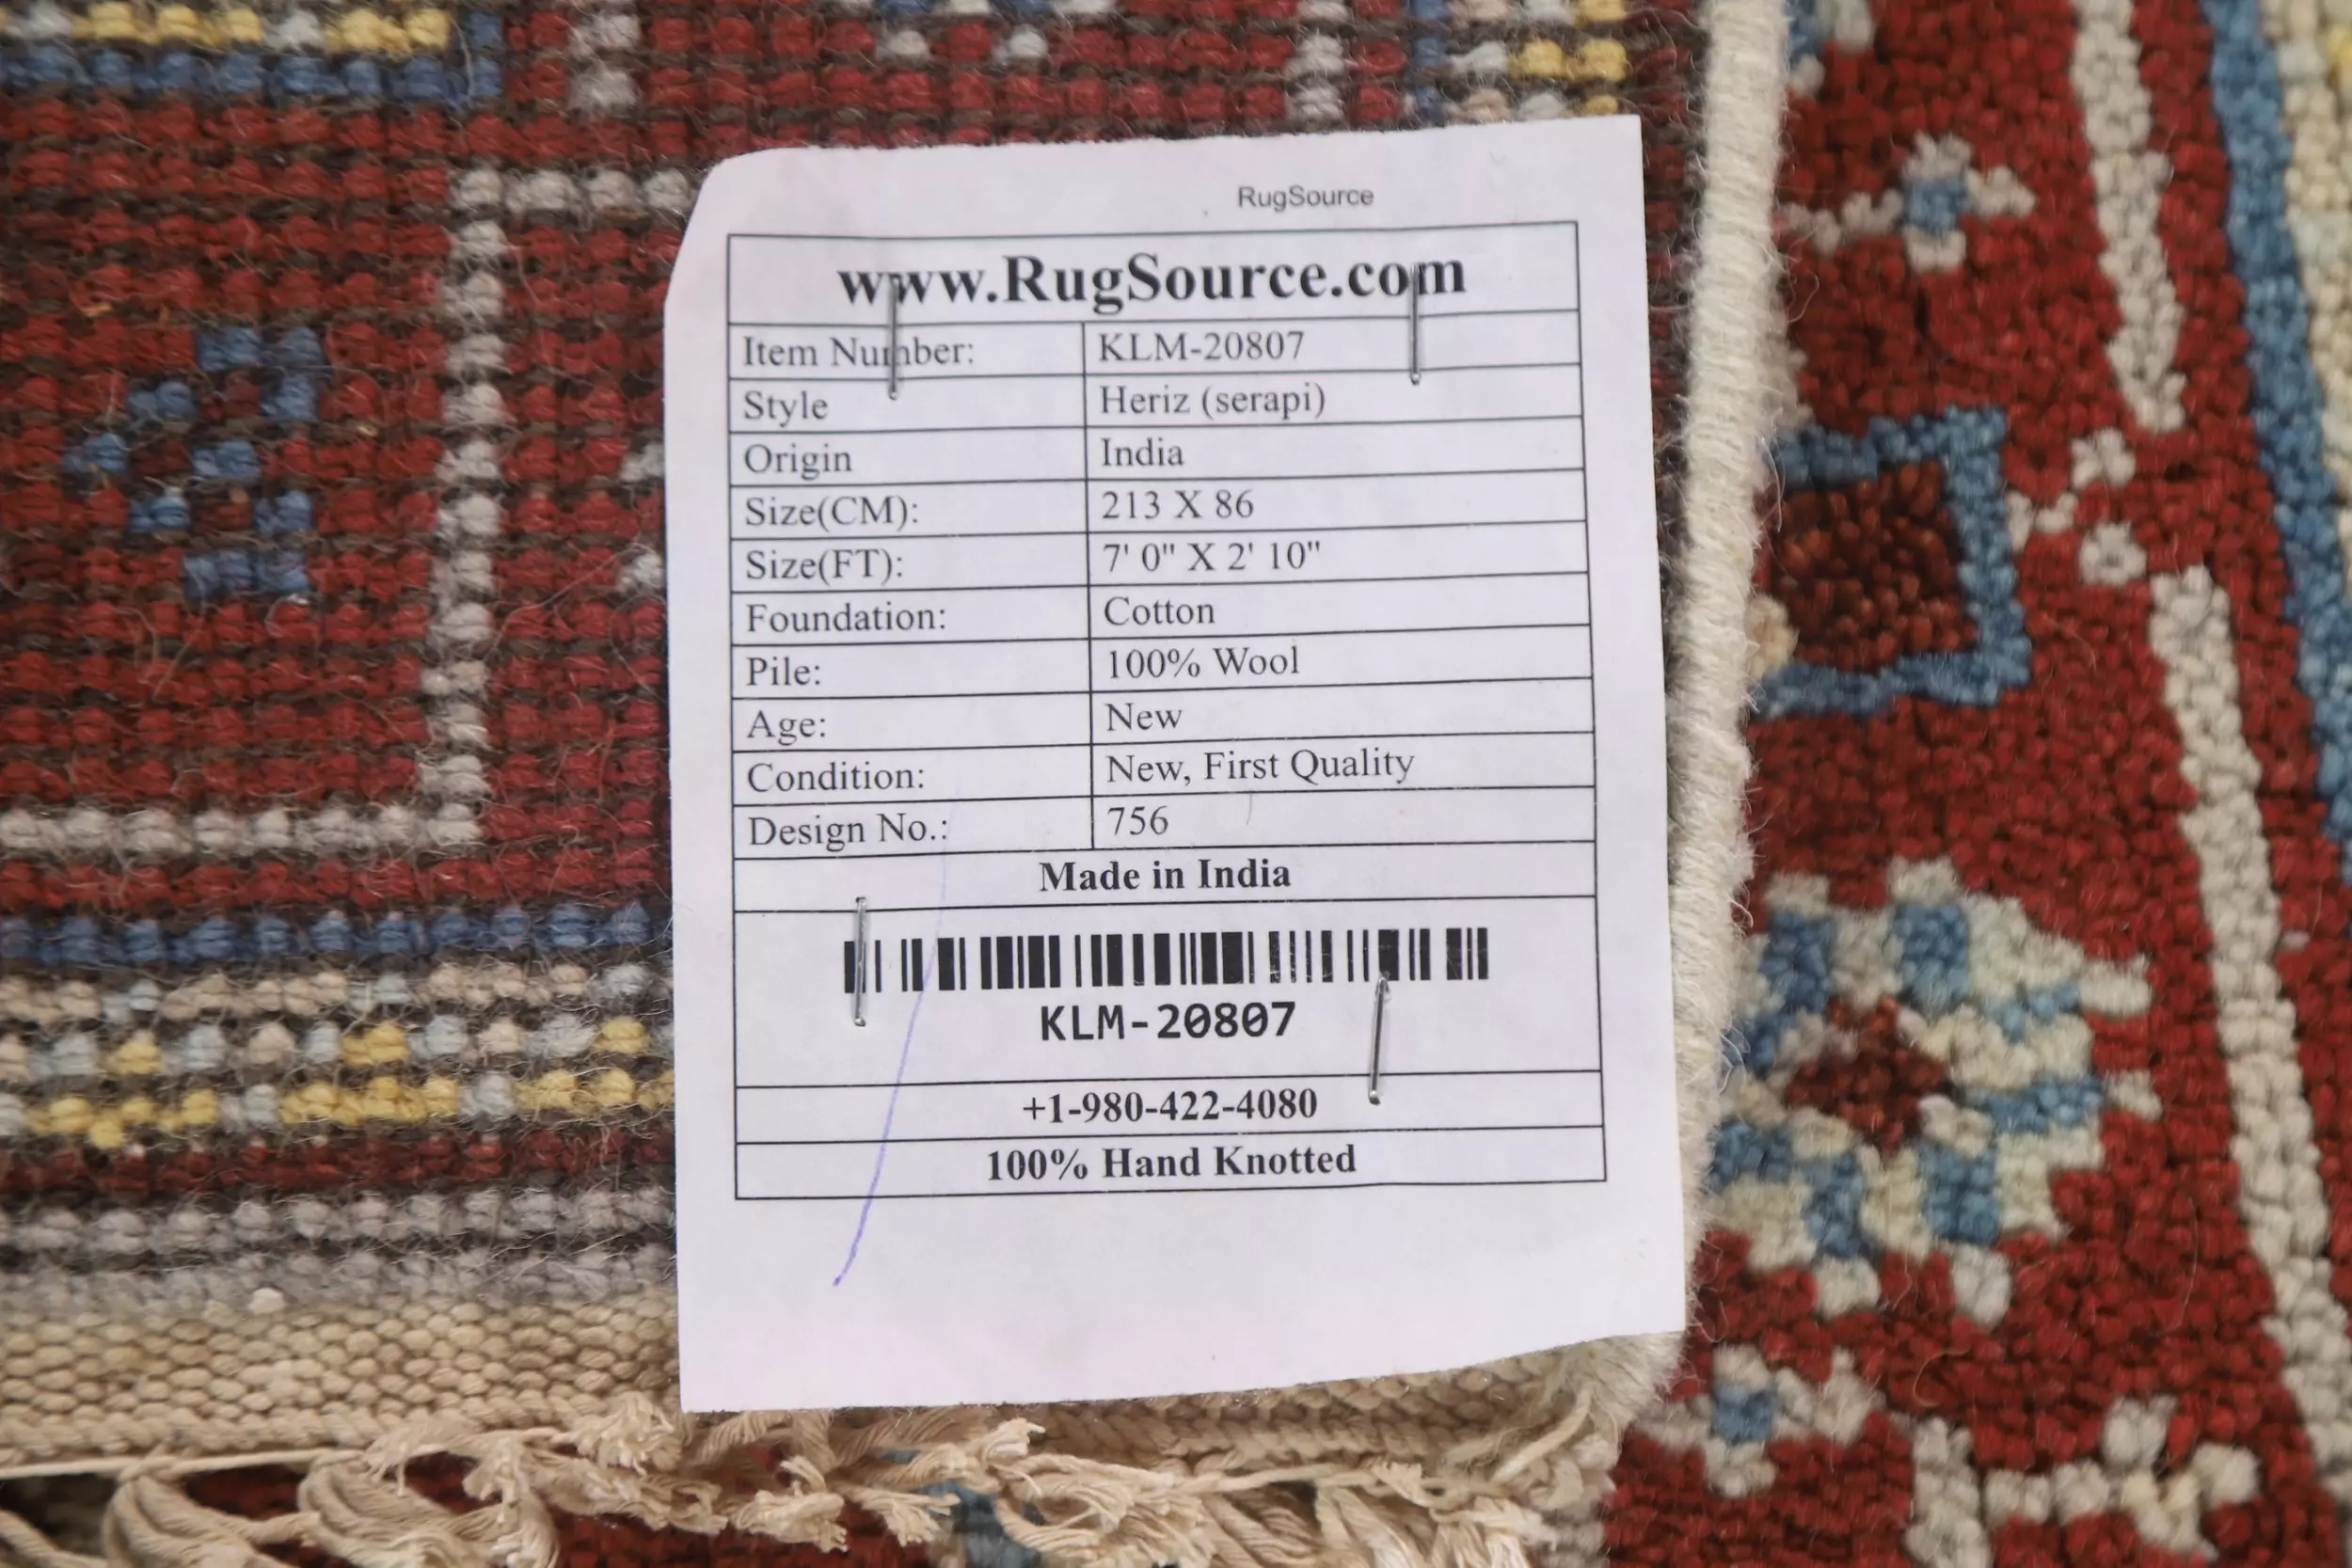 RugSource
www.RugSource.com
Item Number: KLM-20807
Style Heriz (serapi)
Origin India
Size(CM): 213 X 86
Size(FT): 7' 0" X 2' 10"
Foundation: Cotton
Pile: 100% Wool
Age: New
Condition: New, First Quality
Design No.: 756
Made in India
KLM-20807
+1-980-422-4080
100% Hand Knotted